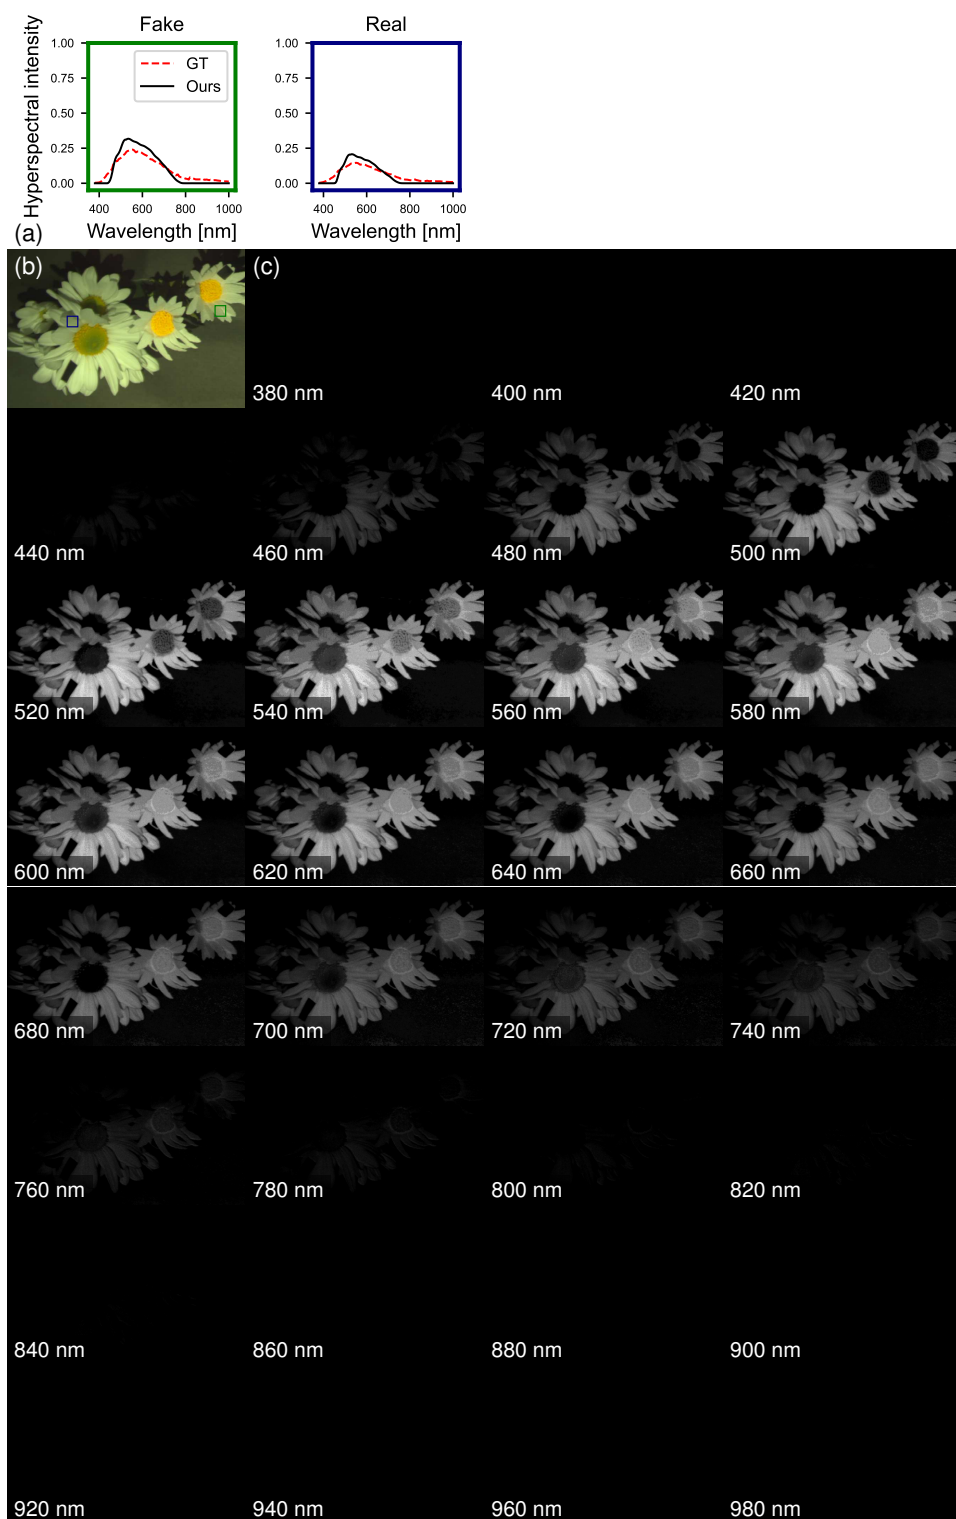 Fake
Real
Hyperspectral intensity
1.00
0.75
0.50
0.25
0.00
GT
Ours
400 600 800 1000
Wavelength [nm]
1.00
0.75
0.50
0.25
0.00
400 600 800 1000
Wavelength [nm]
(a)
(b)
(c)
380 nm
400 nm
420 nm
440 nm
460 nm
480 nm
500 nm
520 nm
540 nm
560 nm
580 nm
600 nm
620 nm
640 nm
660 nm
680 nm
700 nm
720 nm
740 nm
760 nm
780 nm
800 nm
820 nm
840 nm
860 nm
880 nm
900 nm
920 nm
940 nm
960 nm
980 nm